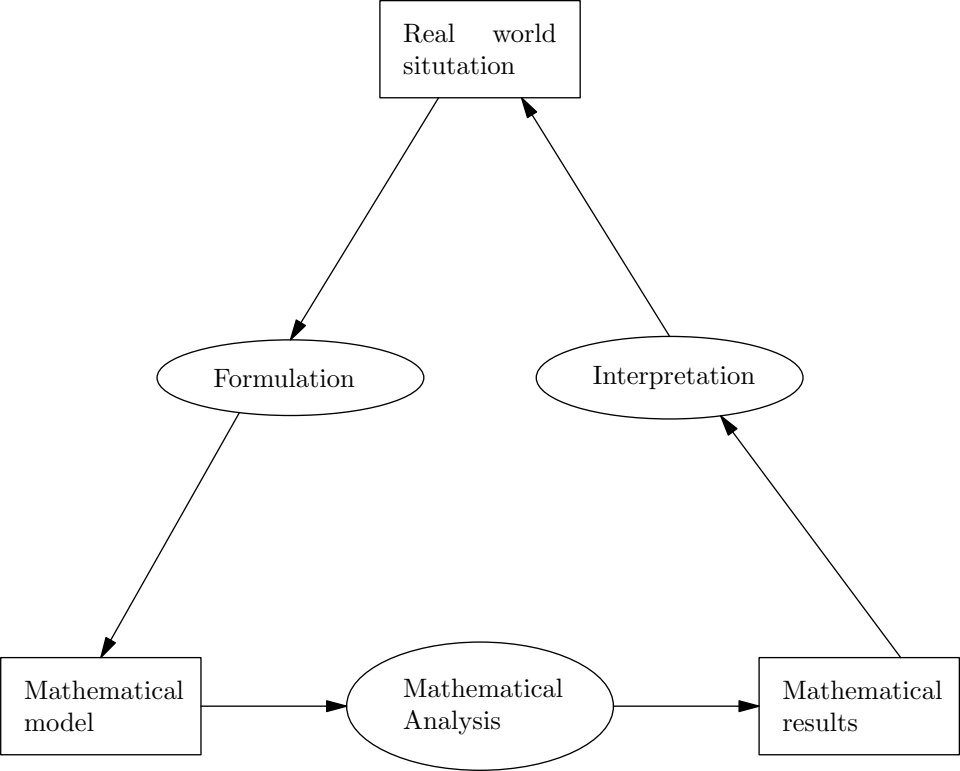 Real world
situtation
Formulation
Interpretation
Mathematical
model
Mathematical
Analysis
Mathematical
results